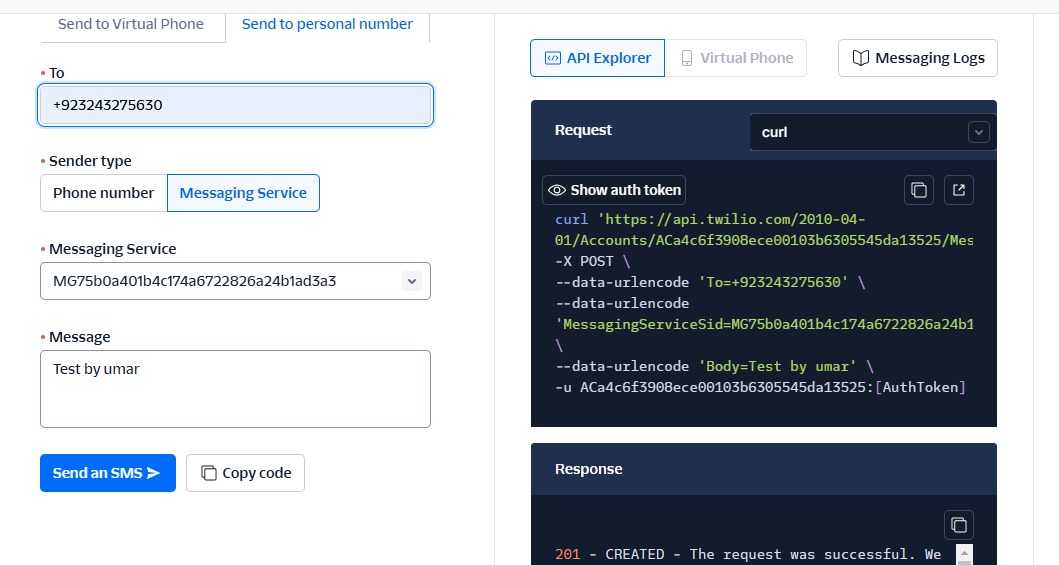 Send to Virtual Phone
Send to personal number
• To
+923243275630
• Sender type
Phone number
Messaging Service
• Messaging Service
MG75b0a401b4c174a6722826a24b1ad3a3
• Message
Test by umar
Send an SMS
Copy code
API Explorer
Virtual Phone
Messaging Logs
Request
curl
Show auth token
curl 'https://api.twilio.com/2010-04-
01/Accounts/ACa4c6f3908ece00103b6305545da13525/Mes
-X POST \
--data-urlencode 'To=+923243275630' \
--data-urlencode
'MessagingServiceSid=MG75b0a401b4c174a6722826a24b1
\
--data-urlencode 'Body=Test by umar' \
-u ACa4c6f3908ece00103b6305545da13525:[AuthToken]
Response
201 - CREATED - The request was successful. We